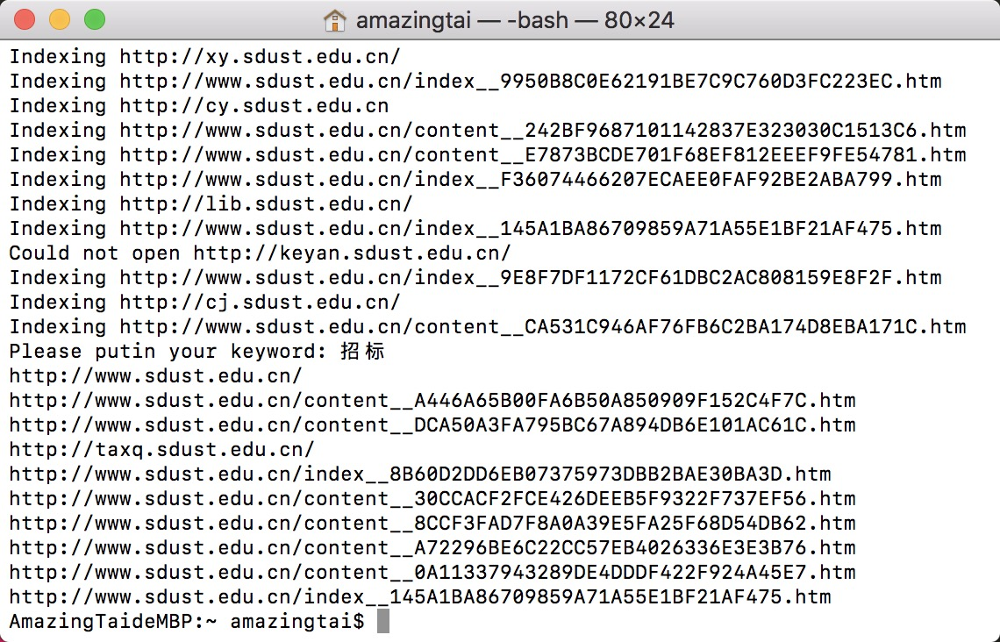 amazingtai — -bash — 80×24
Indexing http://xy.sdust.edu.cn/
Indexing http://www.sdust.edu.cn/index__9950B8C0E62191BE7C9C760D3FC223EC.htm
Indexing http://cy.sdust.edu.cn
Indexing http://www.sdust.edu.cn/content__242BF9687101142837E323030C1513C6.htm
Indexing http://www.sdust.edu.cn/content__E7873BCDE701F68EF812EEEF9FE54781.htm
Indexing http://www.sdust.edu.cn/index__F36074466207ECAEE0FAF92BE2ABA799.htm
Indexing http://lib.sdust.edu.cn/
Indexing http://www.sdust.edu.cn/index__145A1BA86709859A71A55E1BF21AF475.htm
Could not open http://keyan.sdust.edu.cn/
Indexing http://www.sdust.edu.cn/index__9E8F7DF1172CF61DBC2AC808159E8F2F.htm
Indexing http://cj.sdust.edu.cn/
Indexing http://www.sdust.edu.cn/content__CA531C946AF76FB6C2BA174D8EBA171C.htm
Please putin your keyword: 招标
http://www.sdust.edu.cn/
http://www.sdust.edu.cn/content__A446A65B00FA6B50A850909F152C4F7C.htm
http://www.sdust.edu.cn/content__DCA50A3FA795BC67A894DB6E101AC61C.htm
http://taxq.sdust.edu.cn/
http://www.sdust.edu.cn/index__8B60D2DD6EB07375973DBB2BAE30BA3D.htm
http://www.sdust.edu.cn/content__30CCACF2FCE426DEEB5F9322F737EF56.htm
http://www.sdust.edu.cn/content__8CCF3FAD7F8A0A39E5FA25F68D54DB62.htm
http://www.sdust.edu.cn/content__A72296BE6C22CC57EB4026336E3E3B76.htm
http://www.sdust.edu.cn/content__0A11337943289DE4DDDF422F924A45E7.htm
http://www.sdust.edu.cn/index__145A1BA86709859A71A55E1BF21AF475.htm
AmazingTaideMBP:~ amazingtai$